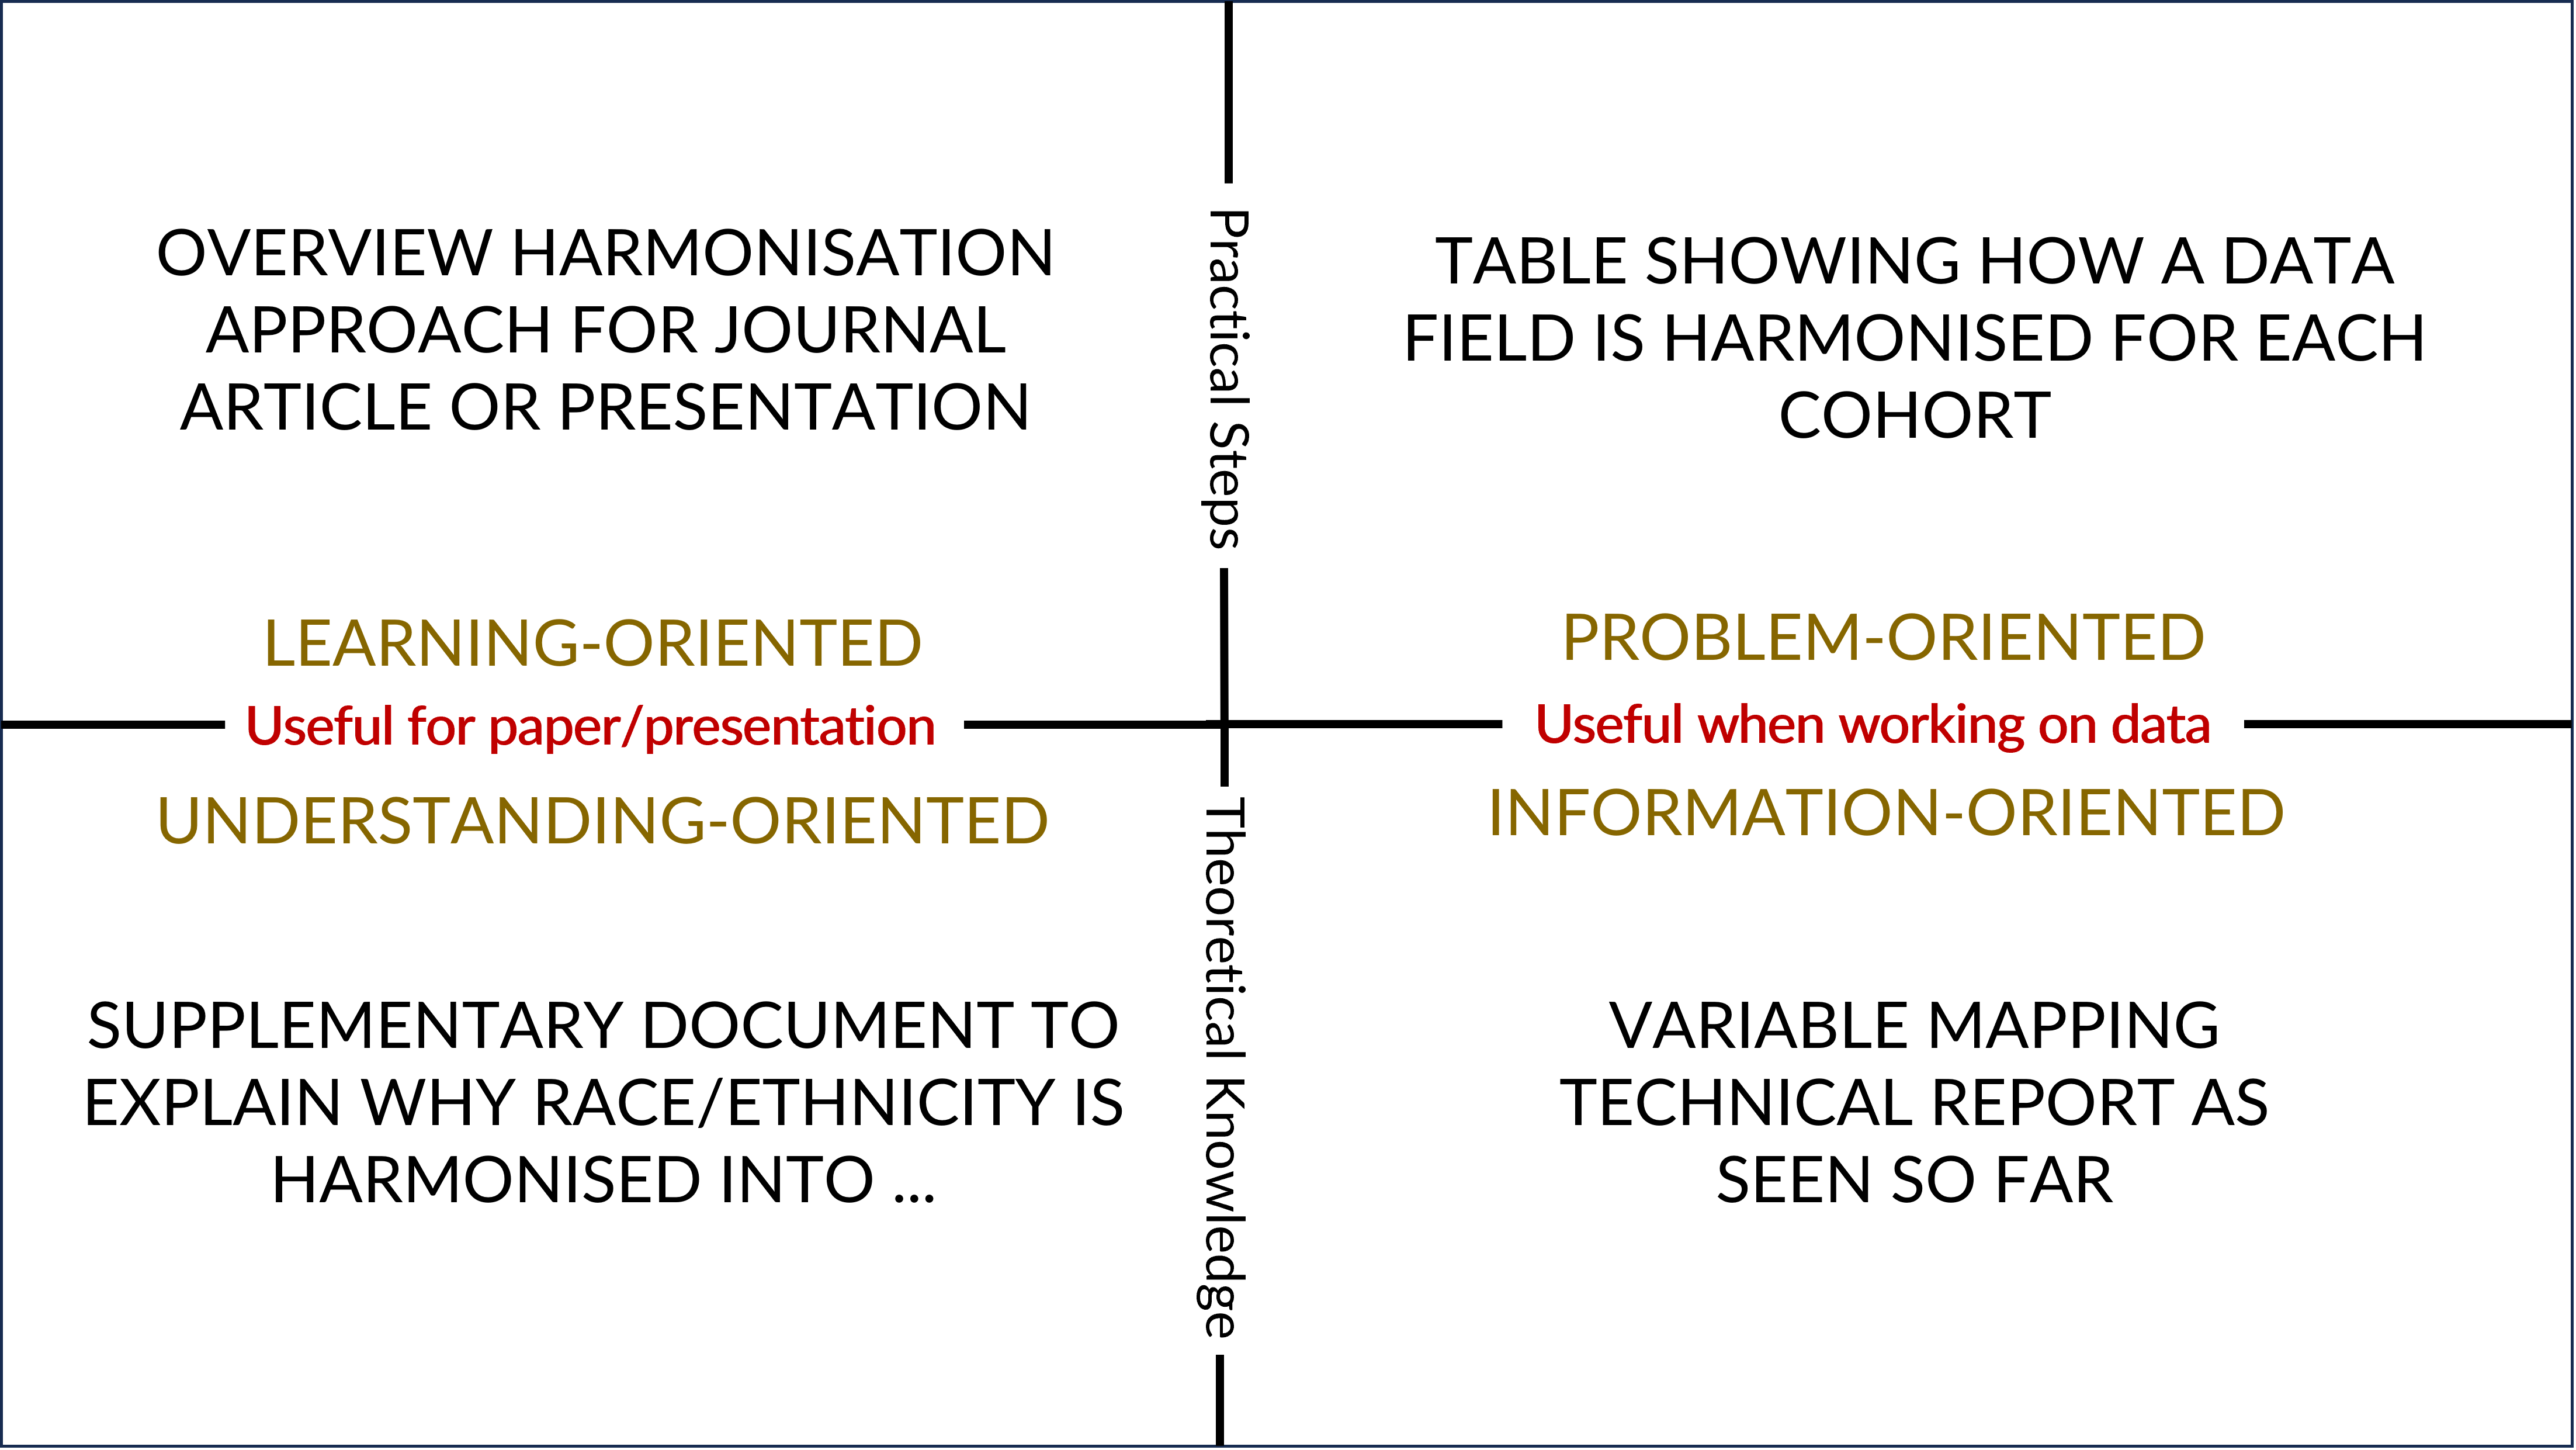 OVERVIEW HARMONISATION
APPROACH FOR JOURNAL
ARTICLE OR PRESENTATION
LEARNING-ORIENTED
Practical Steps
TABLE SHOWING HOW A DATA
FIELD IS HARMONISED FOR EACH
COHORT
PROBLEM-ORIENTED
Useful for paper/presentation
Useful when working on data
UNDERSTANDING-ORIENTED
SUPPLEMENTARY DOCUMENT TO
EXPLAIN WHY RACE/ETHNICITY IS
HARMONISED INTO ...
Theoretical Knowledge
INFORMATION-ORIENTED
VARIABLE MAPPING
TECHNICAL REPORT AS
SEEN SO FAR